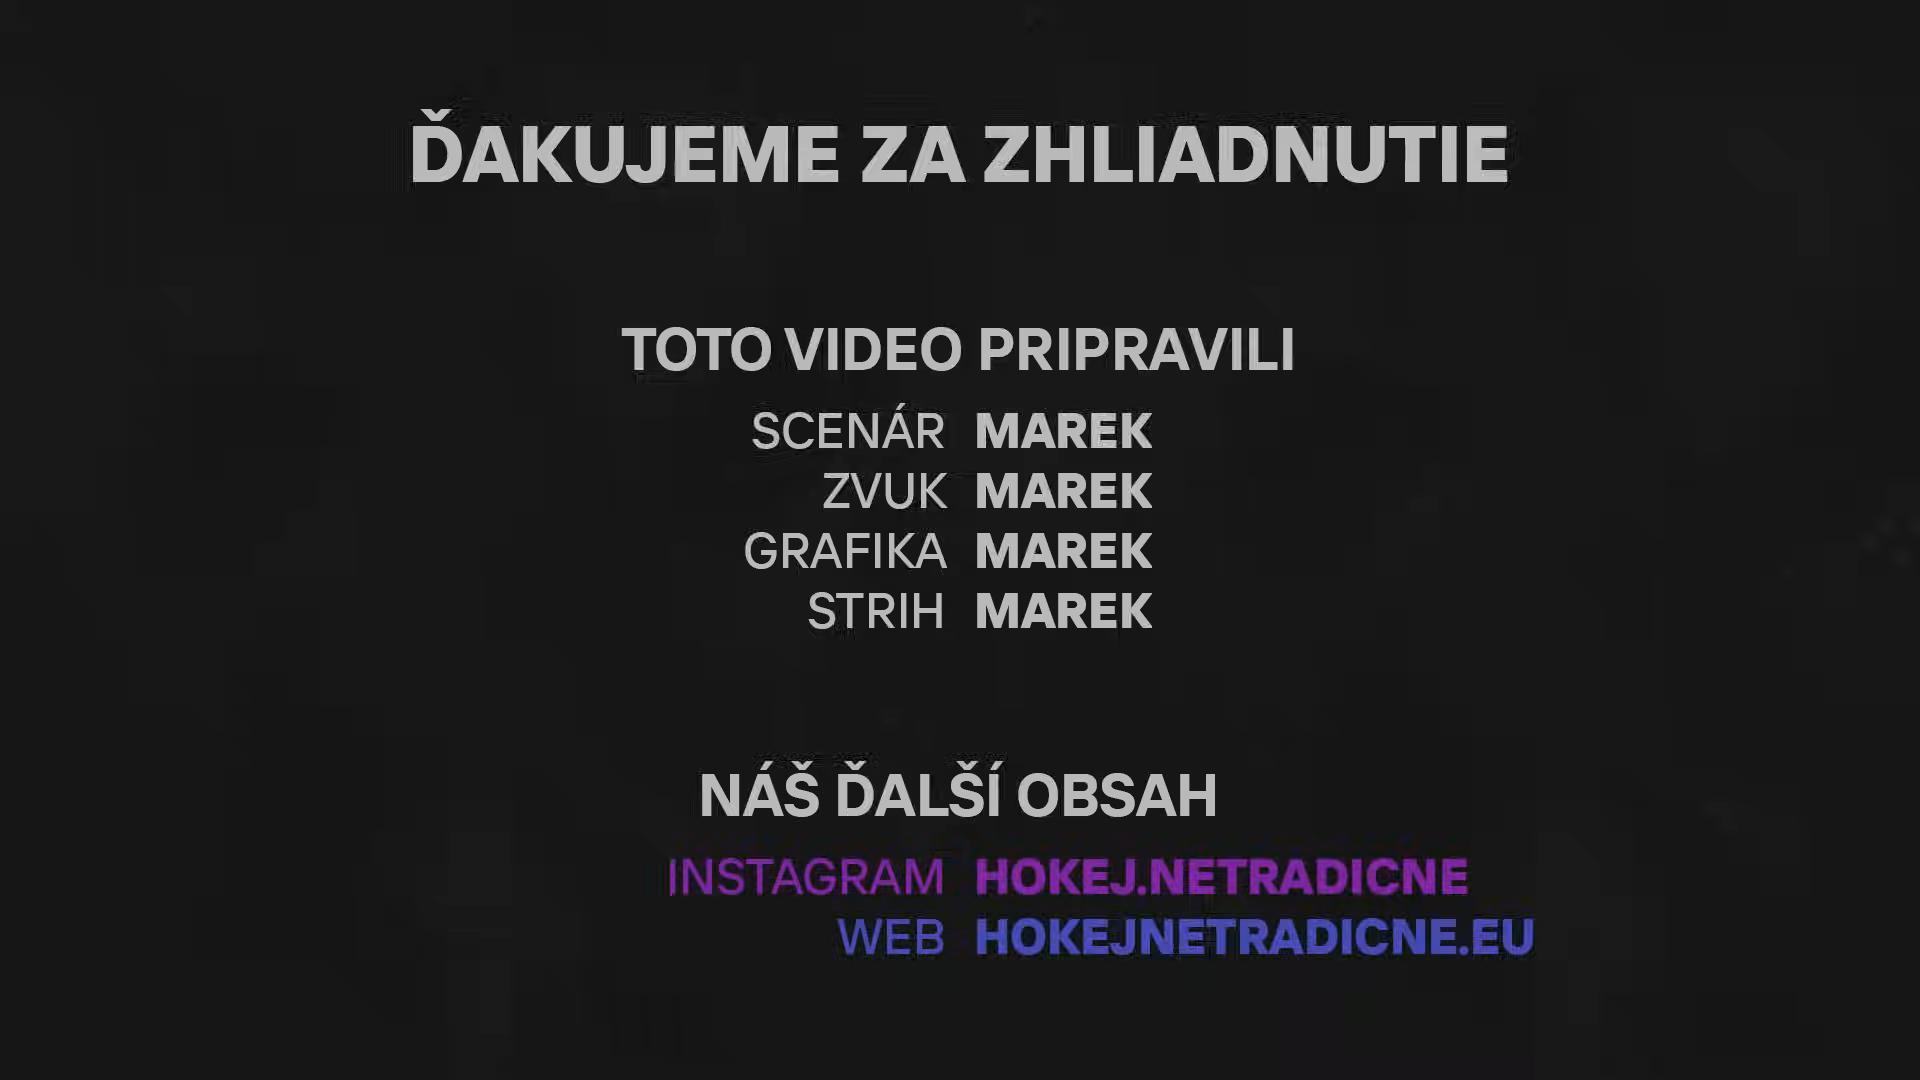 ĎAKUJEME ZA ZHLIADNUTIE
TOTO VIDEO PRIPRAVILI
SCENÁR MAREK
ZVUK MAREK
GRAFIKA MAREK
STRIH MAREK
NÁŠ ĎALŠÍ OBSAH
INSTAGRAM HOKEJ.NETRADICNE
WEB HOKEJNETRADICNE.EU